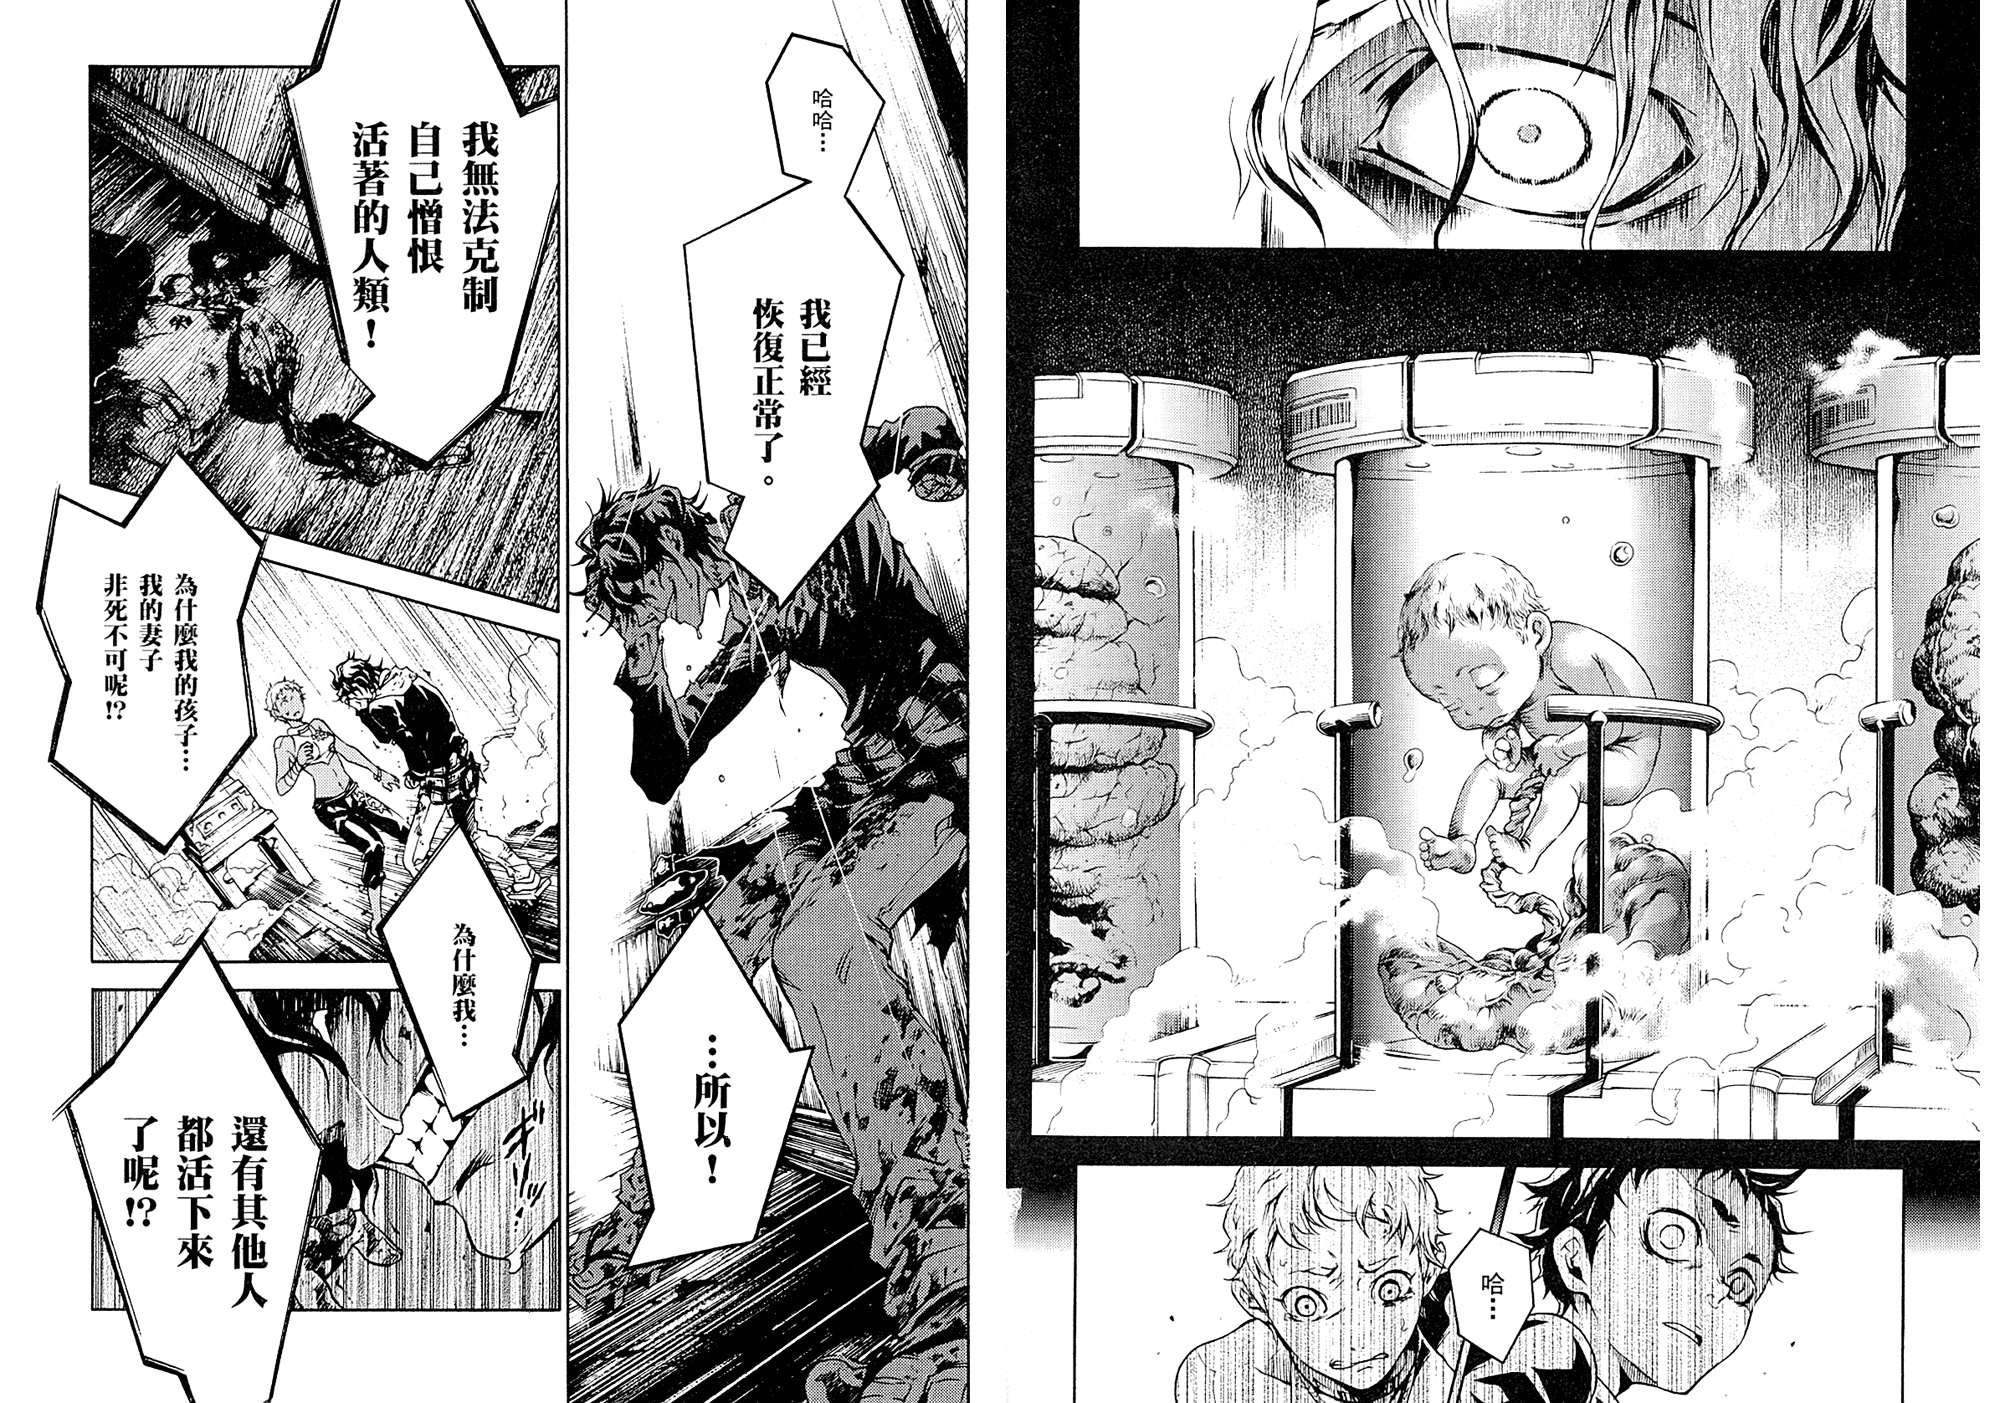 哈…
哈
哈…
我已經
恢復正常了。
…所以！
我無法克制
自己憎恨
活著的人類！
為什麼我的孩子…
我的妻子
非死不可呢!?
為什麼我…
ギリ…
還有其他人
都活下來
了呢!?